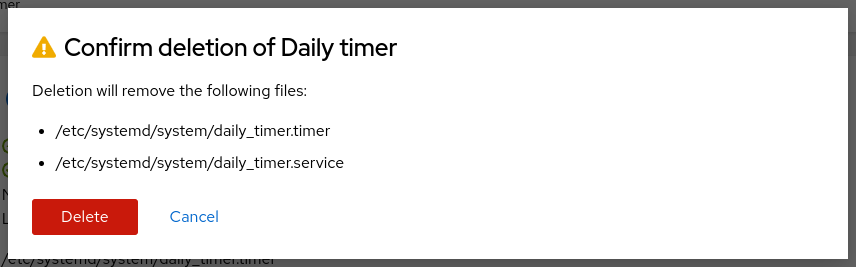 mer
Confirm deletion of Daily timer
Deletion will remove the following files:
/etc/systemd/system/daily_timer.timer
/etc/systemd/system/daily_timer.service
Delete Cancel
/etc/systemd/system/daily_timer.timer